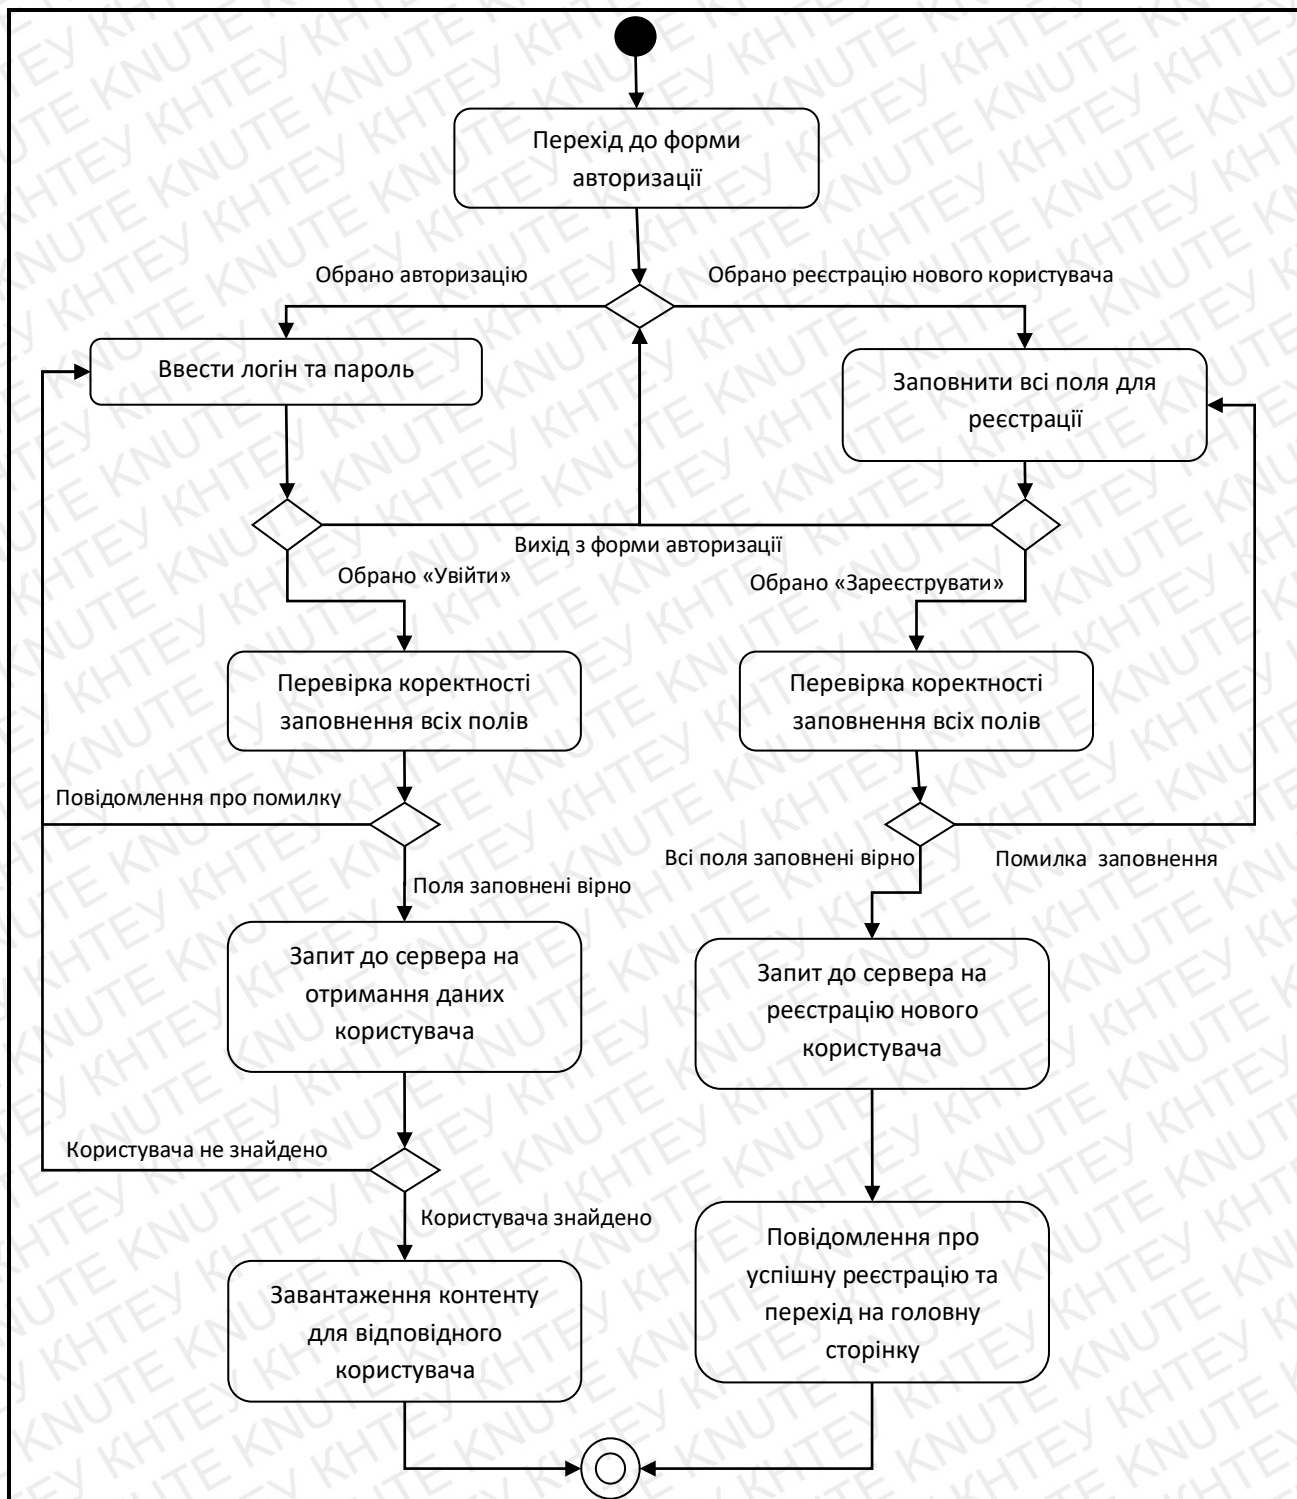 Перехід до форми
авторизації
Обрано авторизацію
Обрано реєстрацію нового користувача
Ввести логін та пароль
Заповнити всі поля для
реєстрації
Вихід з форми авторизації
Обрано «Увійти»
Обрано «Зареєструвати»
Перевірка коректності
заповнення всіх полів
Перевірка коректності
заповнення всіх полів
Повідомлення про помилку
Всі поля заповнені вірно
Помилка  заповнення
Поля заповнені вірно
Запит до сервера на
отримання даних
користувача
Запит до сервера на
реєстрацію нового
користувача
Користувача не знайдено
Користувача знайдено
Повідомлення про
успішну реєстрацію та
перехід на головну
сторінку
Завантаження контенту
для відповідного
користувача